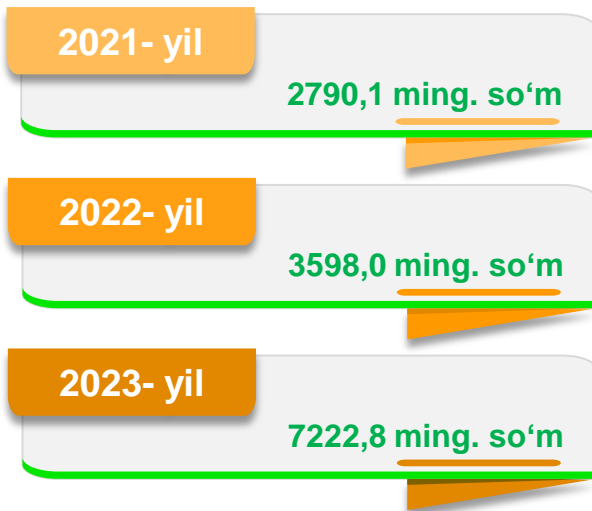 2021- yil
2790,1 ming. so‘m
2022- yil
3598,0 ming. so‘m
2023- yil
7222,8 ming. so‘m